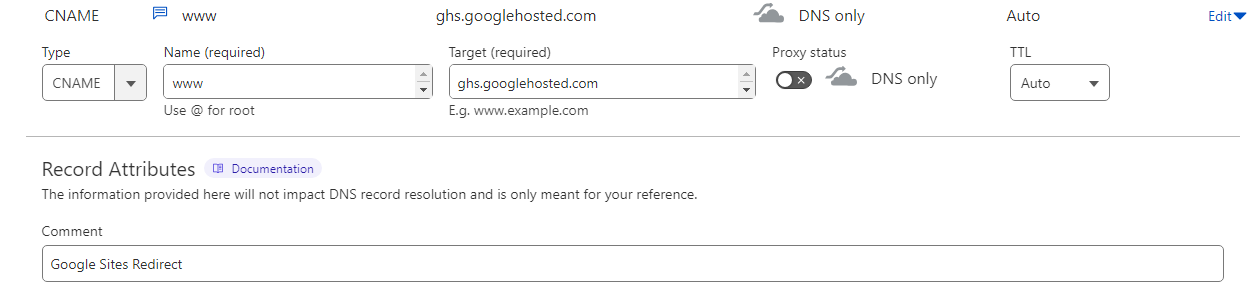 CNAME www ghs.googlehosted.com DNS only Auto Edit
Type Name (required) Target (required) Proxy status TTL
CNAME www ghs.googlehosted.com DNS only Auto
Use @ for root E.g. www.example.com
Record Attributes Documentation
The information provided here will not impact DNS record resolution and is only meant for your reference.
Comment
Google Sites Redirect